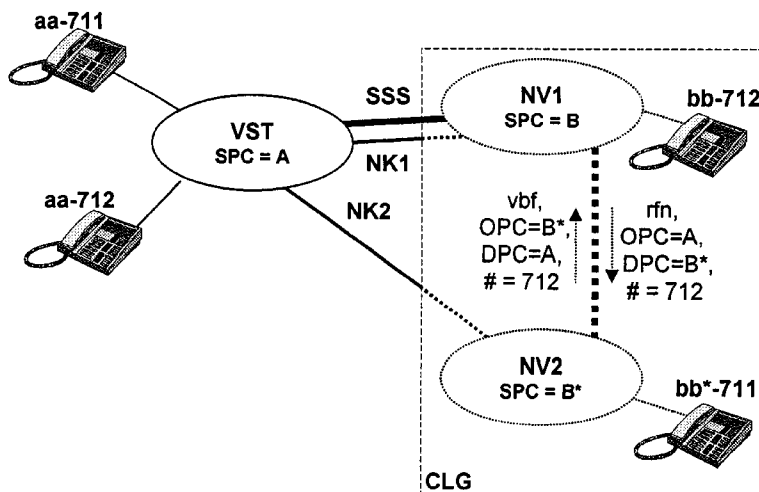 aa-711
VST
SPC = A
aa-712
SSS
NK1
NK2
NV1
SPC = B
bb-712
vbf,
OPC=B*,
DPC=A,
# = 712
rfn,
OPC=A,
DPC=B*,
# = 712
NV2
SPC = B*
bb*-711
CLG